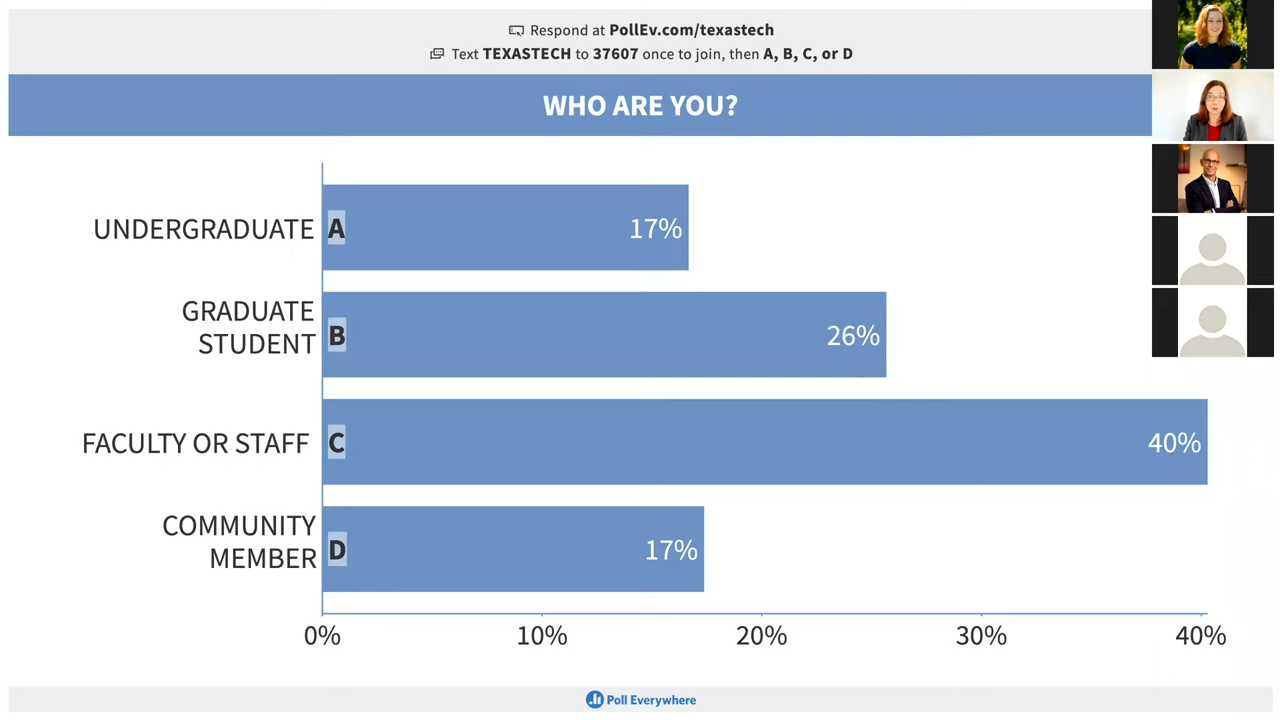 Respond at PollEv.com/texastech
Text TEXASTECH to 37607 once to join, then A, B, C, or D
WHO ARE YOU?
UNDERGRADUATE A 17%
GRADUATE
STUDENT B 26%
FACULTY OR STAFF C 40%
COMMUNITY
MEMBER D 17%
0% 10% 20% 30% 40%
Poll Everywhere